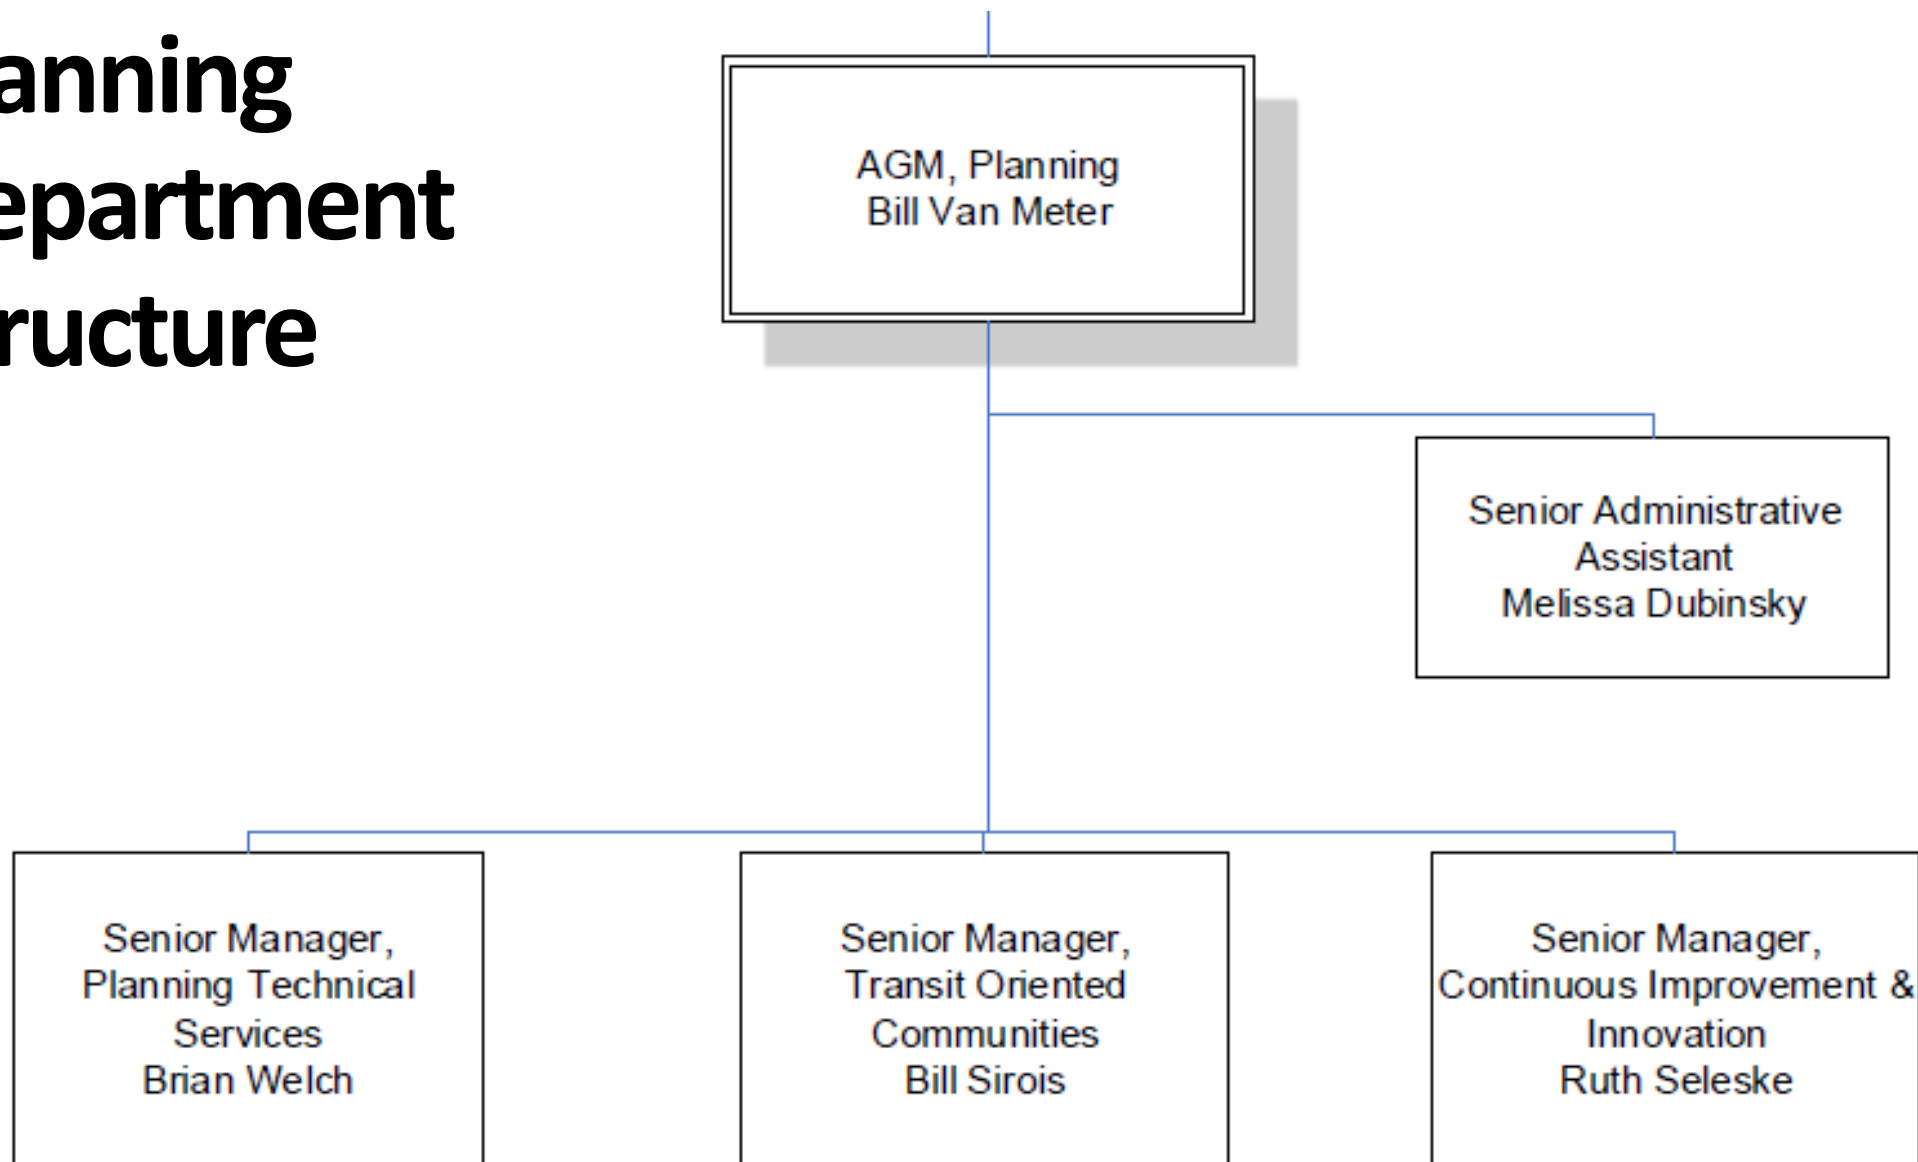 anning
epartment
ructure
AGM, Planning
Bill Van Meter
Senior Administrative
Assistant
Melissa Dubinsky
Senior Manager,
Planning Technical
Services
Brian Welch
Senior Manager,
Transit Oriented
Communities
Bill Sirois
Senior Manager,
Continuous Improvement &
Innovation
Ruth Seleske